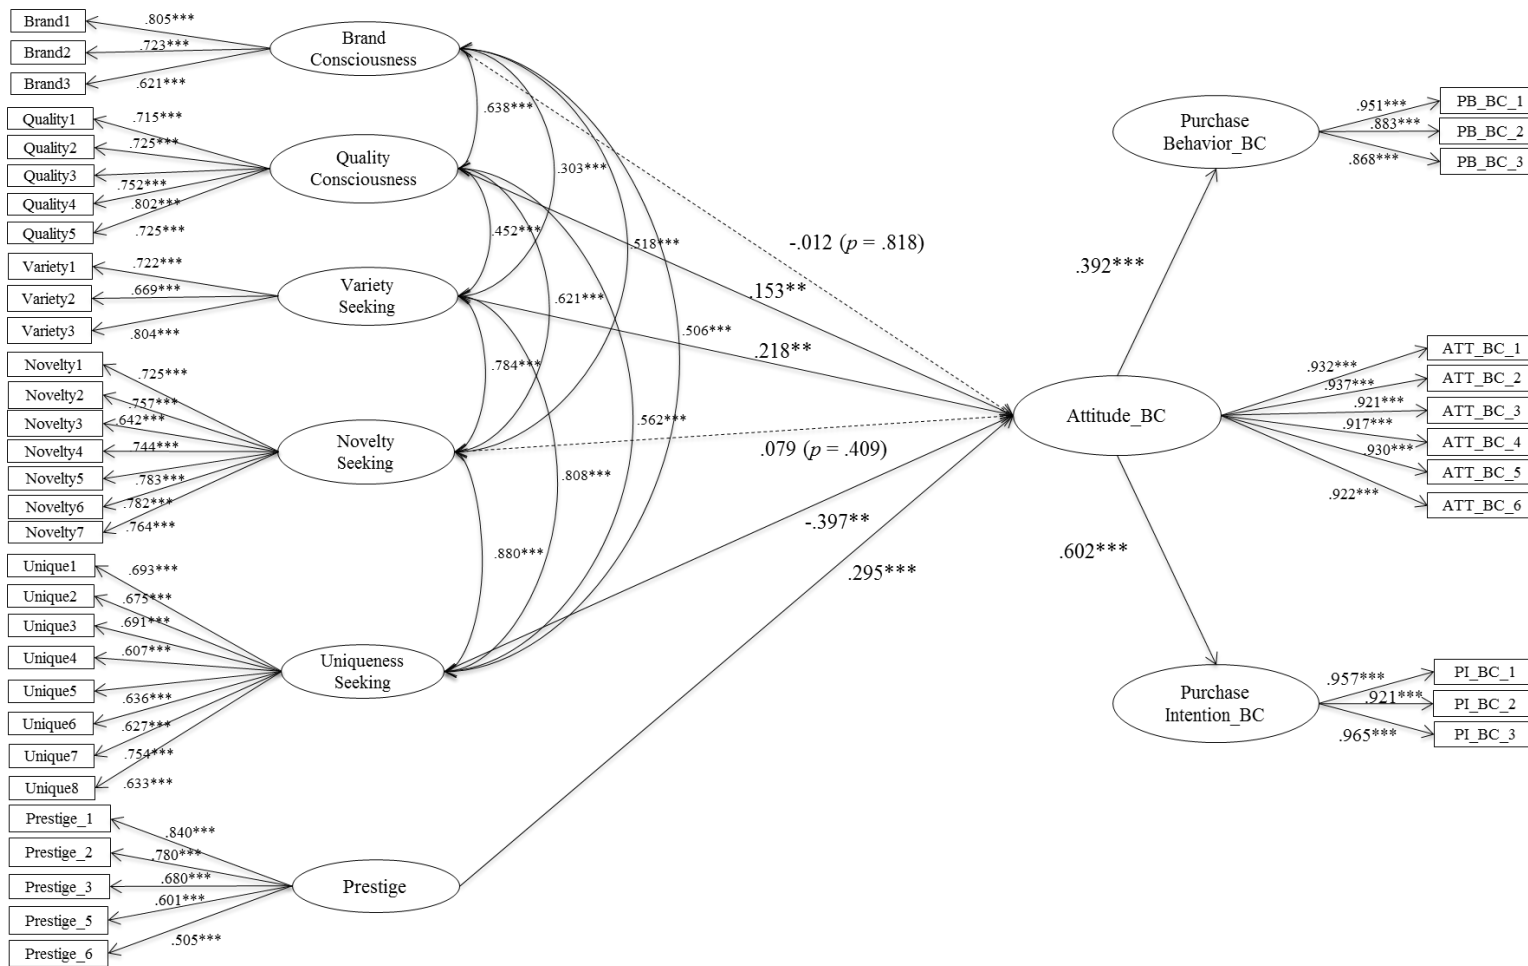 Brand1
.805***
Brand2
.723***
Brand3
.621***
Brand
Consciousness
Quality1
.715***
Quality2
.725***
Quality3
.752***
Quality4
.802***
Quality5
.725***
Quality
Consciousness
Variety1
.722***
Variety2
.669***
Variety3
.804***
Variety
Seeking
Novelty1
.725***
Novelty2
.757***
Novelty3
.642***
Novelty4
.744***
Novelty5
.783***
Novelty6
.782***
Novelty7
.764***
Novelty
Seeking
Unique1
.693***
Unique2
.675***
Unique3
.691***
Unique4
.607***
Unique5
.636***
Unique6
.627***
Unique7
.754***
Unique8
.633***
Uniqueness
Seeking
Prestige_1
.840***
Prestige_2
.780***
Prestige_3
.680***
Prestige_5
.601***
Prestige_6
.505***
Prestige
.638***
.303***
.452***
.518***
.621***
.506***
.784***
.562***
.808***
.880***
-.012 (p = .818)
.153**
.218**
.079 (p = .409)
-.397**
.295***
Attitude_BC
.392***
.602***
Purchase
Behavior_BC
.951***
PB_BC_1
.883***
PB_BC_2
.868***
PB_BC_3
.932***
ATT_BC_1
.937***
ATT_BC_2
.921***
ATT_BC_3
.917***
ATT_BC_4
.930***
ATT_BC_5
.922***
ATT_BC_6
Purchase
Intention_BC
.957***
PI_BC_1
.921***
PI_BC_2
.965***
PI_BC_3